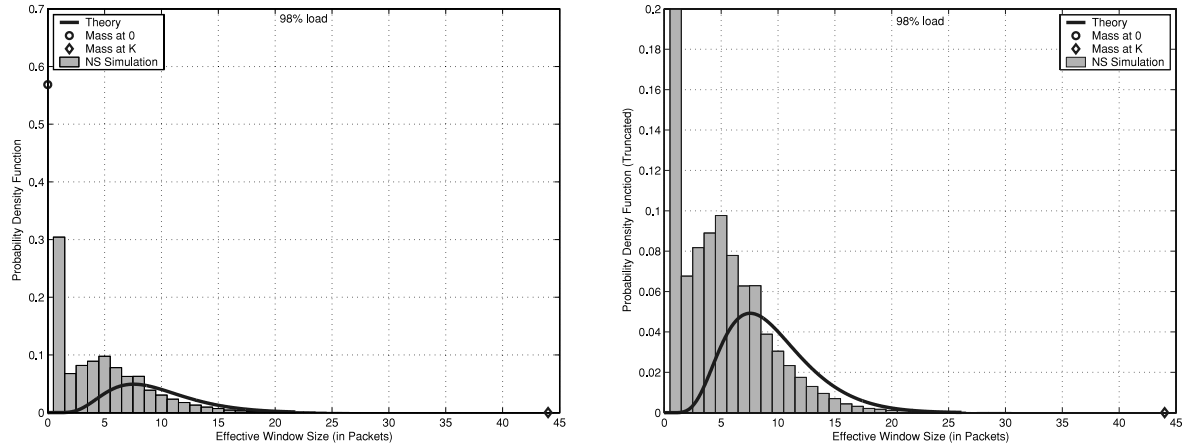 98% load
Theory
Mass at 0
Mass at K
NS Simulation
0.7
0.6
0.5
0.4
0.3
0.2
0.1
0
Probability Density Function
0 5 10 15 20 25 30 35 40 45
Effective Window Size (in Packets)
98% load
Theory
Mass at 0
Mass at K
NS Simulation
0.2
0.18
0.16
0.14
0.12
0.1
0.08
0.06
0.04
0.02
0
Probability Density Function (Truncated)
0 5 10 15 20 25 30 35 40 45
Effective Window Size (in Packets)